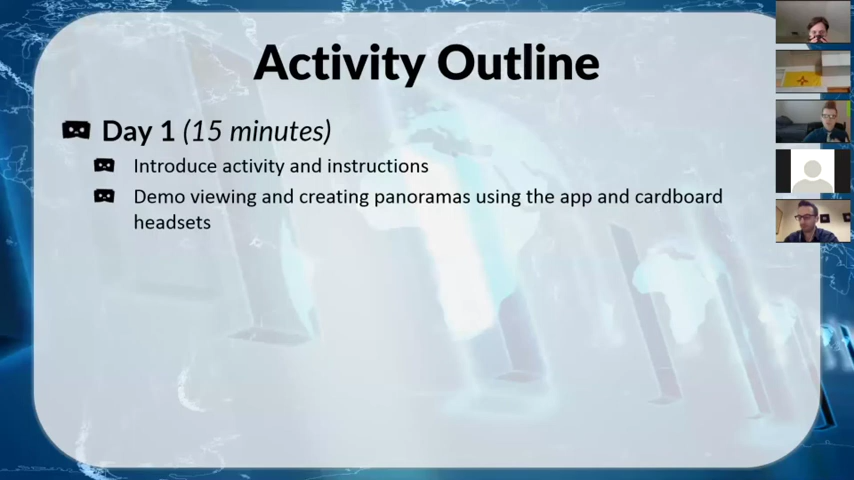 Activity Outline
Day 1 (15 minutes)
Introduce activity and instructions
Demo viewing and creating panoramas using the app and cardboard
headsets